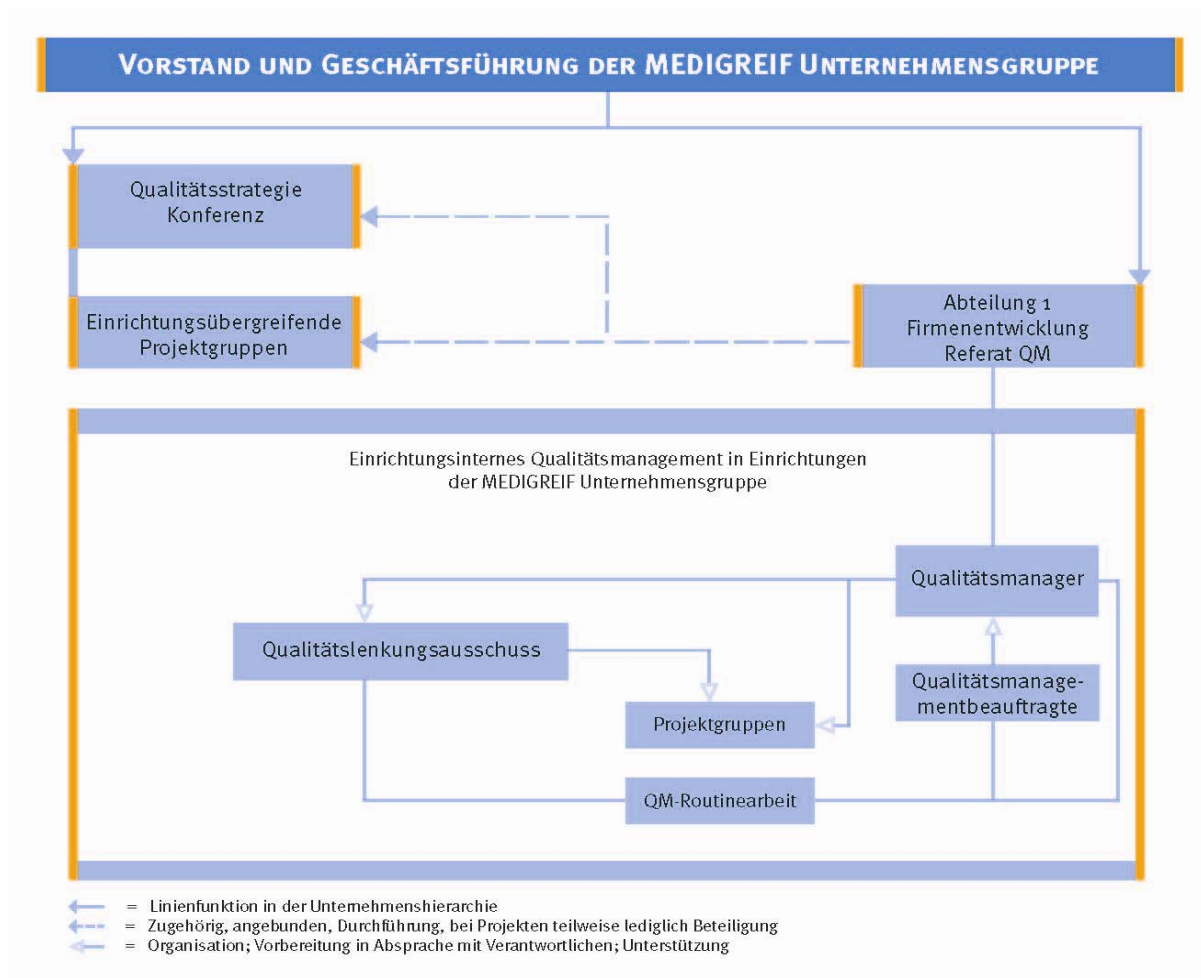 VORSTAND UND GESCHÄFTSFÜHRUNG DER MEDIGREIF UNTERNEHMENSGRUPPE
Qualitätsstrategie
Konferenz
Einrichtungsübergreifende
Projektgruppen
Abteilung 1
Firmenentwicklung
Referat QM
Einrichtungsinternes Qualitätsmanagement in Einrichtungen
der MEDIGREIF Unternehmensgruppe
Qualitätsmanager
Qualitätslenkungsausschuss
Qualitätsmanage-
mentbeauftragte
Projektgruppen
QM-Routinearbeit
= Linienfunktion in der Unternehmenshierarchie
= Zugehörig, angebunden, Durchführung, bei Projekten teilweise lediglich Beteiligung
= Organisation; Vorbereitung in Absprache mit Verantwortlichen; Unterstützung